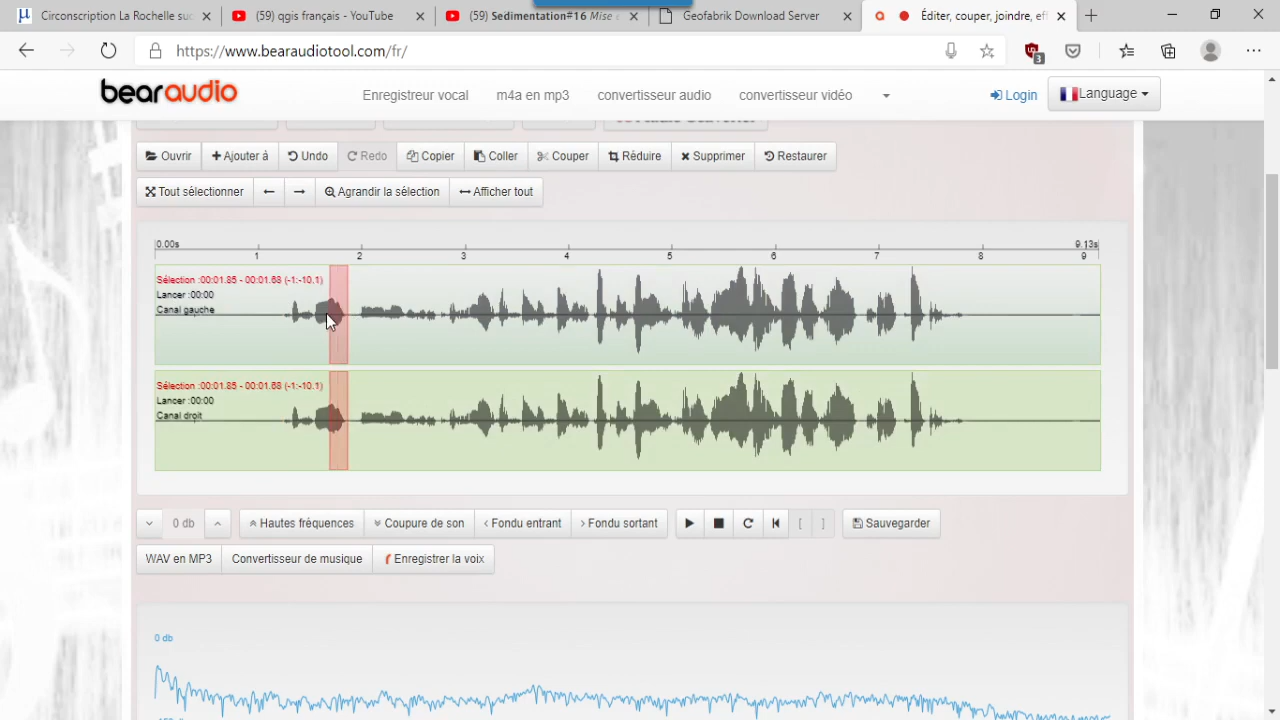 Circonscription La Rochelle suc
(59) qgis français - YouTube
(59) Sedimentation#16 Mise e
Geofabrik Download Server
Éditer, couper, joindre, eff
https://www.bearaudiotool.com/fr/
3
bearaudio
Enregistreur vocal
m4a en mp3
convertisseur audio
convertisseur vidéo
Login
Language
Ouvrir
Ajouter à
Undo
Redo
Copier
Coller
Couper
Réduire
Supprimer
Restaurer
Tout sélectionner
Agrandir la sélection
Afficher tout
0.00s
9.13s
1 2 3 4 5 6 7 8 9
Sélection :00:01.85 - 00:01.68 (-1:-10.1)
Lancer :00:00
Canal gauche
Sélection :00:01.85 - 00:01.68 (-1:-10.1)
Lancer :00:00
Canal droit
0 db
Hautes fréquences
Coupure de son
Fondu entrant
Fondu sortant
[ ]
Sauvegarder
WAV en MP3
Convertisseur de musique
Enregistrer la voix
0 db